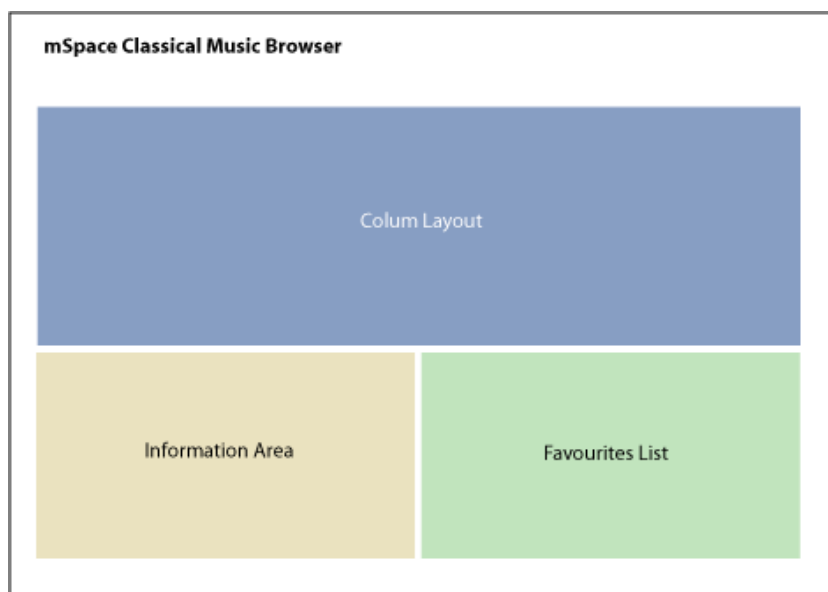 mSpace Classical Music Browser
Colum Layout
Information Area
Favourites List